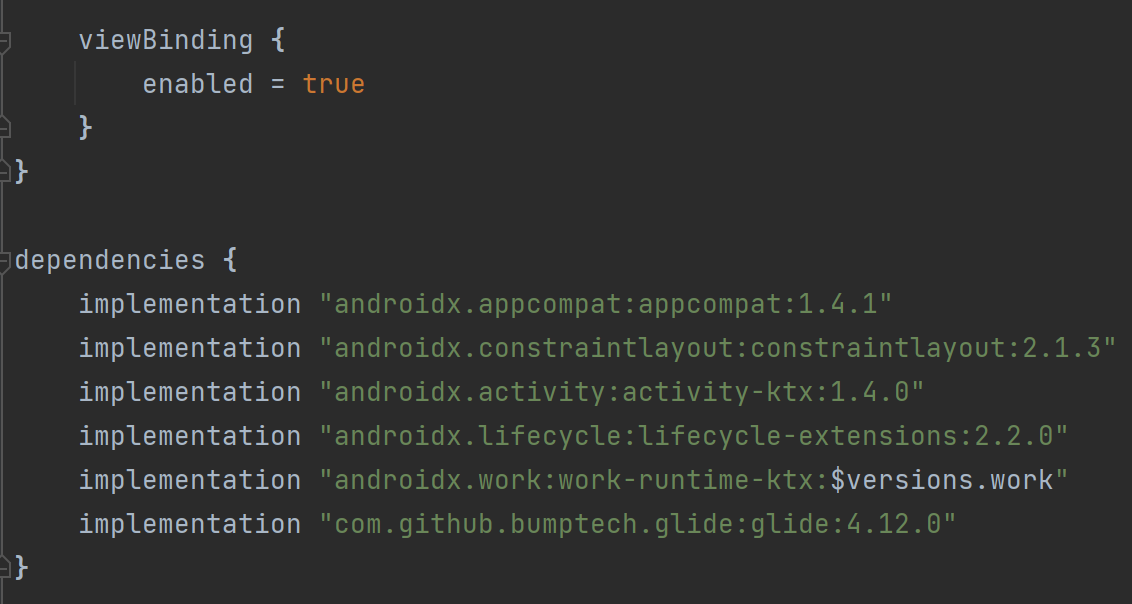 viewBinding {
enabled = true
}
}
dependencies {
implementation "androidx.appcompat:appcompat:1.4.1"
implementation "androidx.constraintlayout:constraintlayout:2.1.3"
implementation "androidx.activity:activity-ktx:1.4.0"
implementation "androidx.lifecycle:lifecycle-extensions:2.2.0"
implementation "androidx.work:work-runtime-ktx:$versions.work"
implementation "com.github.bumptech.glide:glide:4.12.0"
}